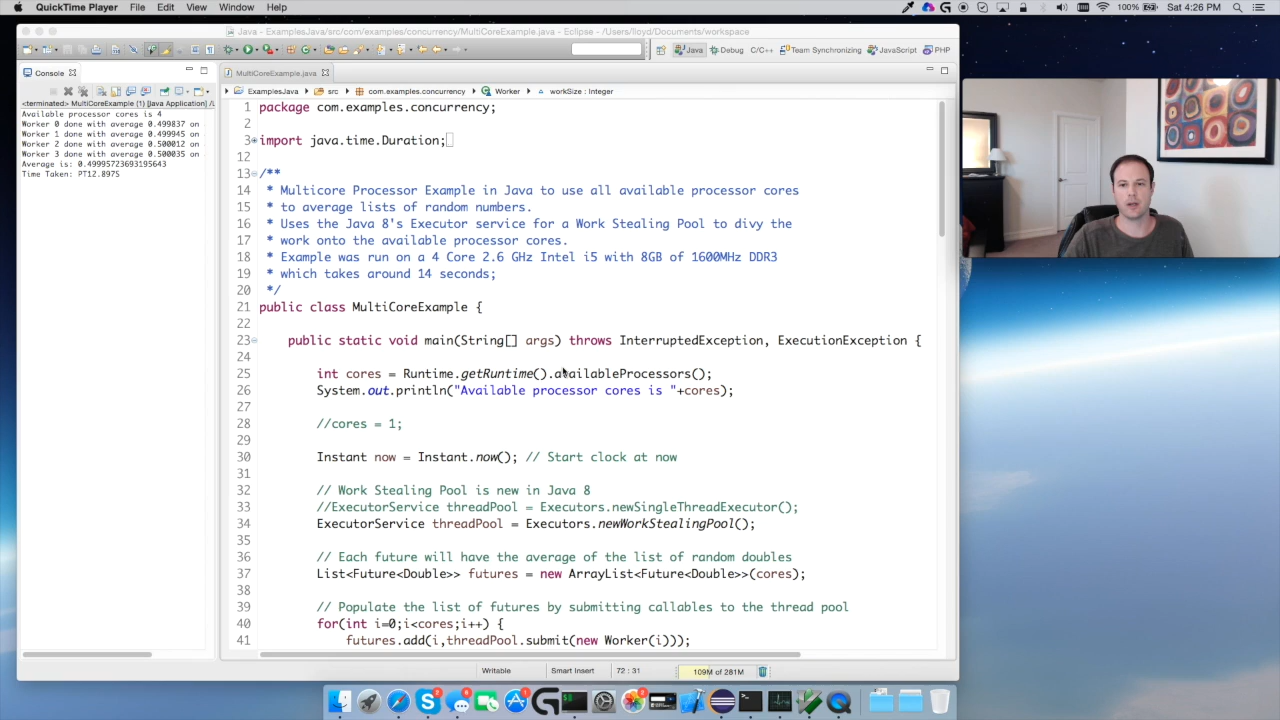 QuickTime Player File Edit View Window Help
100% Sat 4:26 PM
Java - ExamplesJava/src/com/examples/concurrency/MultiCoreExample.java - Eclipse - /Users/lloyd/Documents/workspace
Java Debug C/C++ Team Synchronizing JavaScript PHP
Console
MultiCoreExample.java
ExamplesJava src com.examples.concurrency Worker workSize : Integer
<terminated> MultiCoreExample (1) [Java Application] /L
Available processor cores is 4
Worker 0 done with average 0.499837 on
Worker 1 done with average 0.499945 on
Worker 2 done with average 0.500012 on
Worker 3 done with average 0.500035 on
Average is: 0.49995723693195643
Time Taken: PT12.897S
1 package com.examples.concurrency;
2
3 import java.time.Duration;
12
13 /**
14 * Multicore Processor Example in Java to use all available processor cores
15 * to average lists of random numbers.
16 * Uses the Java 8's Executor service for a Work Stealing Pool to divy the
17 * work onto the available processor cores.
18 * Example was run on a 4 Core 2.6 GHz Intel i5 with 8GB of 1600MHz DDR3
19 * which takes around 14 seconds;
20 */
21 public class MultiCoreExample {
22
23 public static void main(String[] args) throws InterruptedException, ExecutionException {
24
25 int cores = Runtime.getRuntime().availableProcessors();
26 System.out.println("Available processor cores is "+cores);
27
28 //cores = 1;
29
30 Instant now = Instant.now(); // Start clock at now
31
32 // Work Stealing Pool is new in Java 8
33 //ExecutorService threadPool = Executors.newSingleThreadExecutor();
34 ExecutorService threadPool = Executors.newWorkStealingPool();
35
36 // Each future will have the average of the list of random doubles
37 List<Future<Double>> futures = new ArrayList<Future<Double>>(cores);
38
39 // Populate the list of futures by submitting callables to the thread pool
40 for(int i=0;i<cores;i++) {
41 futures.add(i,threadPool.submit(new Worker(i)));
Writable Smart Insert 72 : 31 109M of 281M